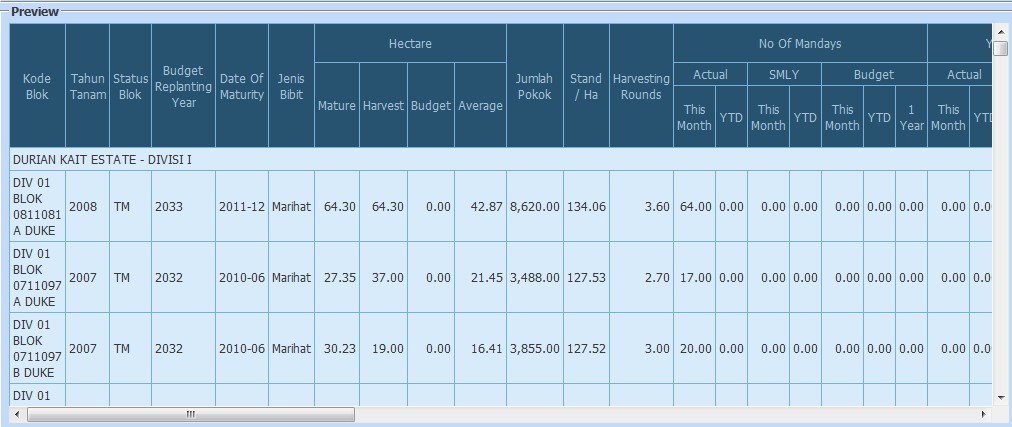 Preview
Kode Blok Tahun Tanam Status Blok Budget Replanting Year Date Of Maturity Jenis Bibit Hectare Jumlah Pokok Stand / Ha Harvesting Rounds No Of Mandays Y
Actual SMLY Budget Actual
Mature Harvest Budget Average This Month YTD This Month YTD This Month YTD 1 Year This Month YTD
DURIAN KAIT ESTATE - DIVISI I
DIV 01
BLOK
0811081 2008 TM 2033 2011-12 Marihat 64.30 64.30 0.00 42.87 8,620.00 134.06 3.60 64.00 0.00 0.00 0.00 0.00 0.00 0.00 0.00 0.0
A DUKE
DIV 01
BLOK
0711097 2007 TM 2032 2010-06 Marihat 27.35 37.00 0.00 21.45 3,488.00 127.53 2.70 17.00 0.00 0.00 0.00 0.00 0.00 0.00 0.00 0.0
A DUKE
DIV 01
BLOK
0711097 2007 TM 2032 2010-06 Marihat 30.23 19.00 0.00 16.41 3,855.00 127.52 3.00 20.00 0.00 0.00 0.00 0.00 0.00 0.00 0.00 0.0
B DUKE
DIV 01